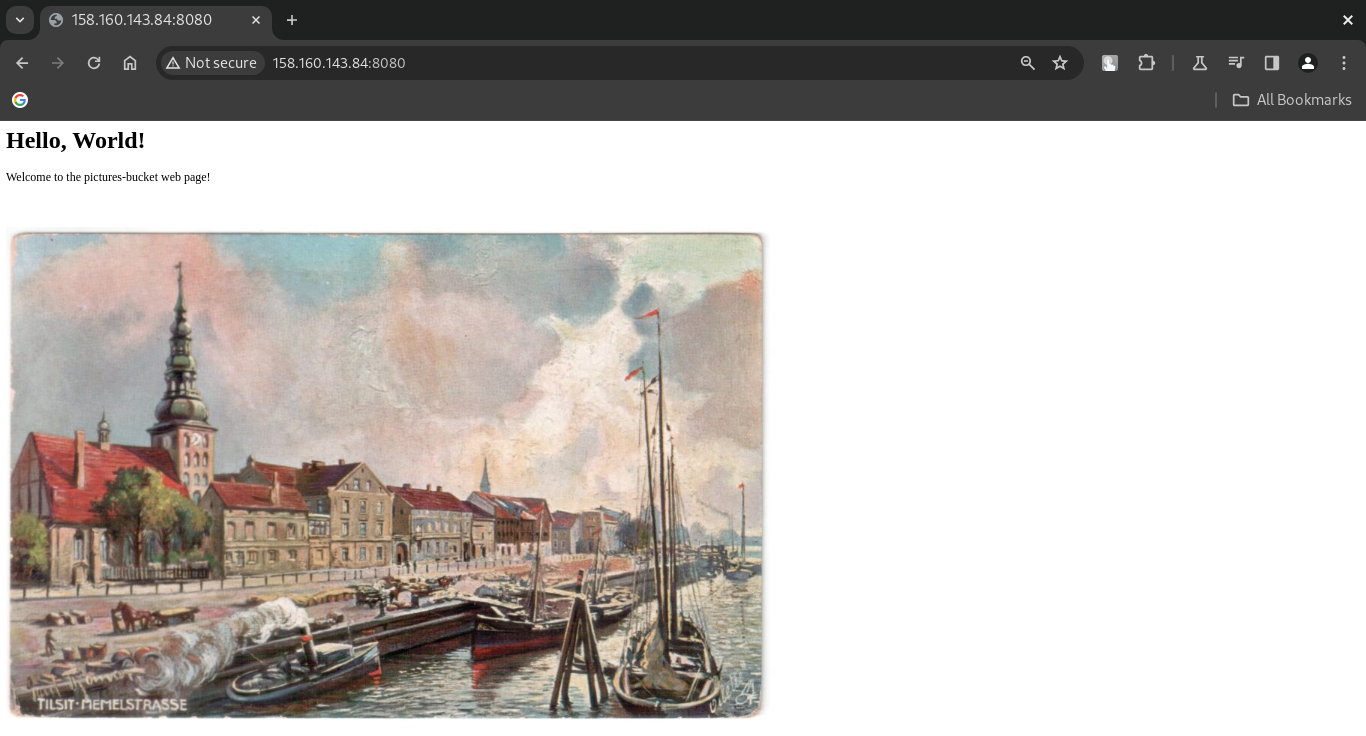 158.160.143.84:8080
Not secure
158.160.143.84:8080
All Bookmarks
Hello, World!
Welcome to the pictures-bucket web page!
TILSIT-MEMELSTRASSE